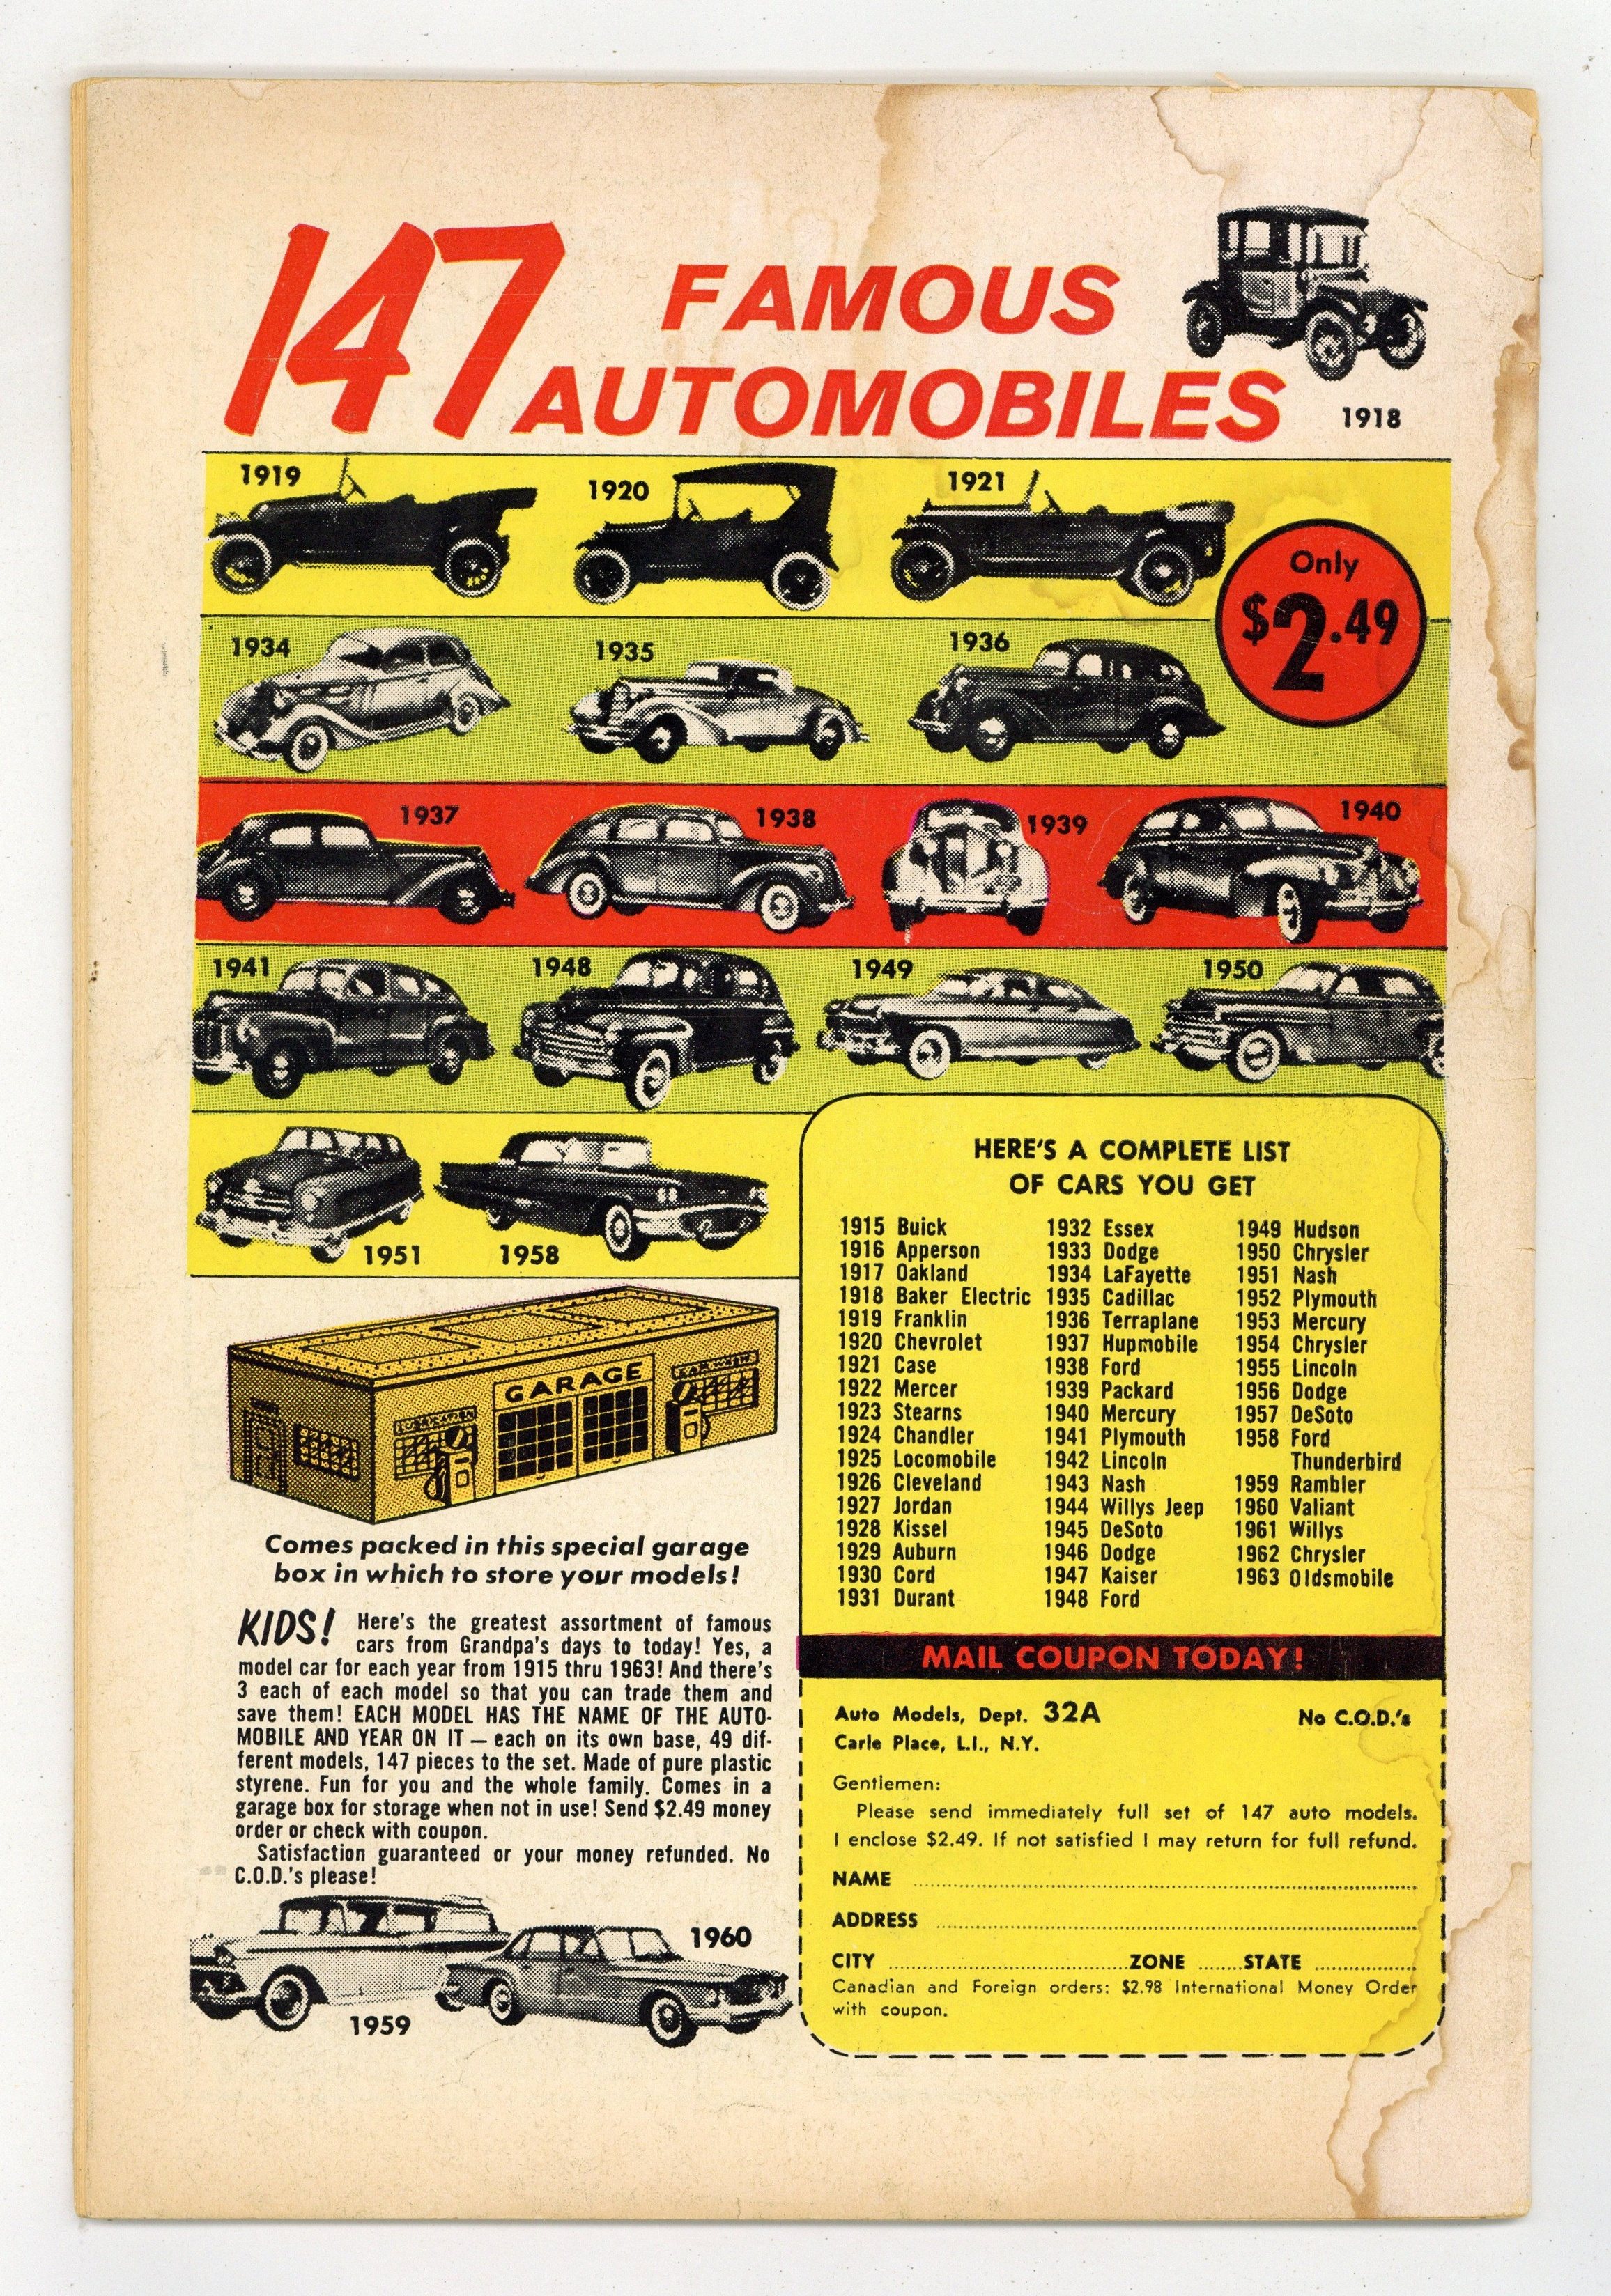 147 FAMOUS
AUTOMOBILES
1918
1919
1920
1921
Only
$2.49
1934
1935
1936
1937
1938
1939
1940
1941
1948
1949
1950
1951
1958
GARAGE
LUBRICATION
CAR WASH
Comes packed in this special garage
box in which to store your models!
KIDS! Here's the greatest assortment of famous
cars from Grandpa's days to today! Yes, a
model car for each year from 1915 thru 1963! And there's
3 each of each model so that you can trade them and
save them! EACH MODEL HAS THE NAME OF THE AUTO-
MOBILE AND YEAR ON IT — each on its own base, 49 dif-
ferent models, 147 pieces to the set. Made of pure plastic
styrene. Fun for you and the whole family. Comes in a
garage box for storage when not in use! Send $2.49 money
order or check with coupon.
Satisfaction guaranteed or your money refunded. No
C.O.D.'s please!
1959
1960
HERE'S A COMPLETE LIST
OF CARS YOU GET
1915 Buick
1916 Apperson
1917 Oakland
1918 Baker Electric
1919 Franklin
1920 Chevrolet
1921 Case
1922 Mercer
1923 Stearns
1924 Chandler
1925 Locomobile
1926 Cleveland
1927 Jordan
1928 Kissel
1929 Auburn
1930 Cord
1931 Durant
1932 Essex
1933 Dodge
1934 LaFayette
1935 Cadillac
1936 Terraplane
1937 Hupmobile
1938 Ford
1939 Packard
1940 Mercury
1941 Plymouth
1942 Lincoln
1943 Nash
1944 Willys Jeep
1945 DeSoto
1946 Dodge
1947 Kaiser
1948 Ford
1949 Hudson
1950 Chrysler
1951 Nash
1952 Plymouth
1953 Mercury
1954 Chrysler
1955 Lincoln
1956 Dodge
1957 DeSoto
1958 Ford
Thunderbird
1959 Rambler
1960 Valiant
1961 Willys
1962 Chrysler
1963 Oldsmobile
MAIL COUPON TODAY!
Auto Models, Dept. 32A No C.O.D.'s
Carle Place, L.I., N.Y.
Gentlemen:
Please send immediately full set of 147 auto models.
I enclose $2.49. If not satisfied I may return for full refund.
NAME
ADDRESS
CITY ZONE STATE
Canadian and Foreign orders: $2.98 International Money Order
with coupon.